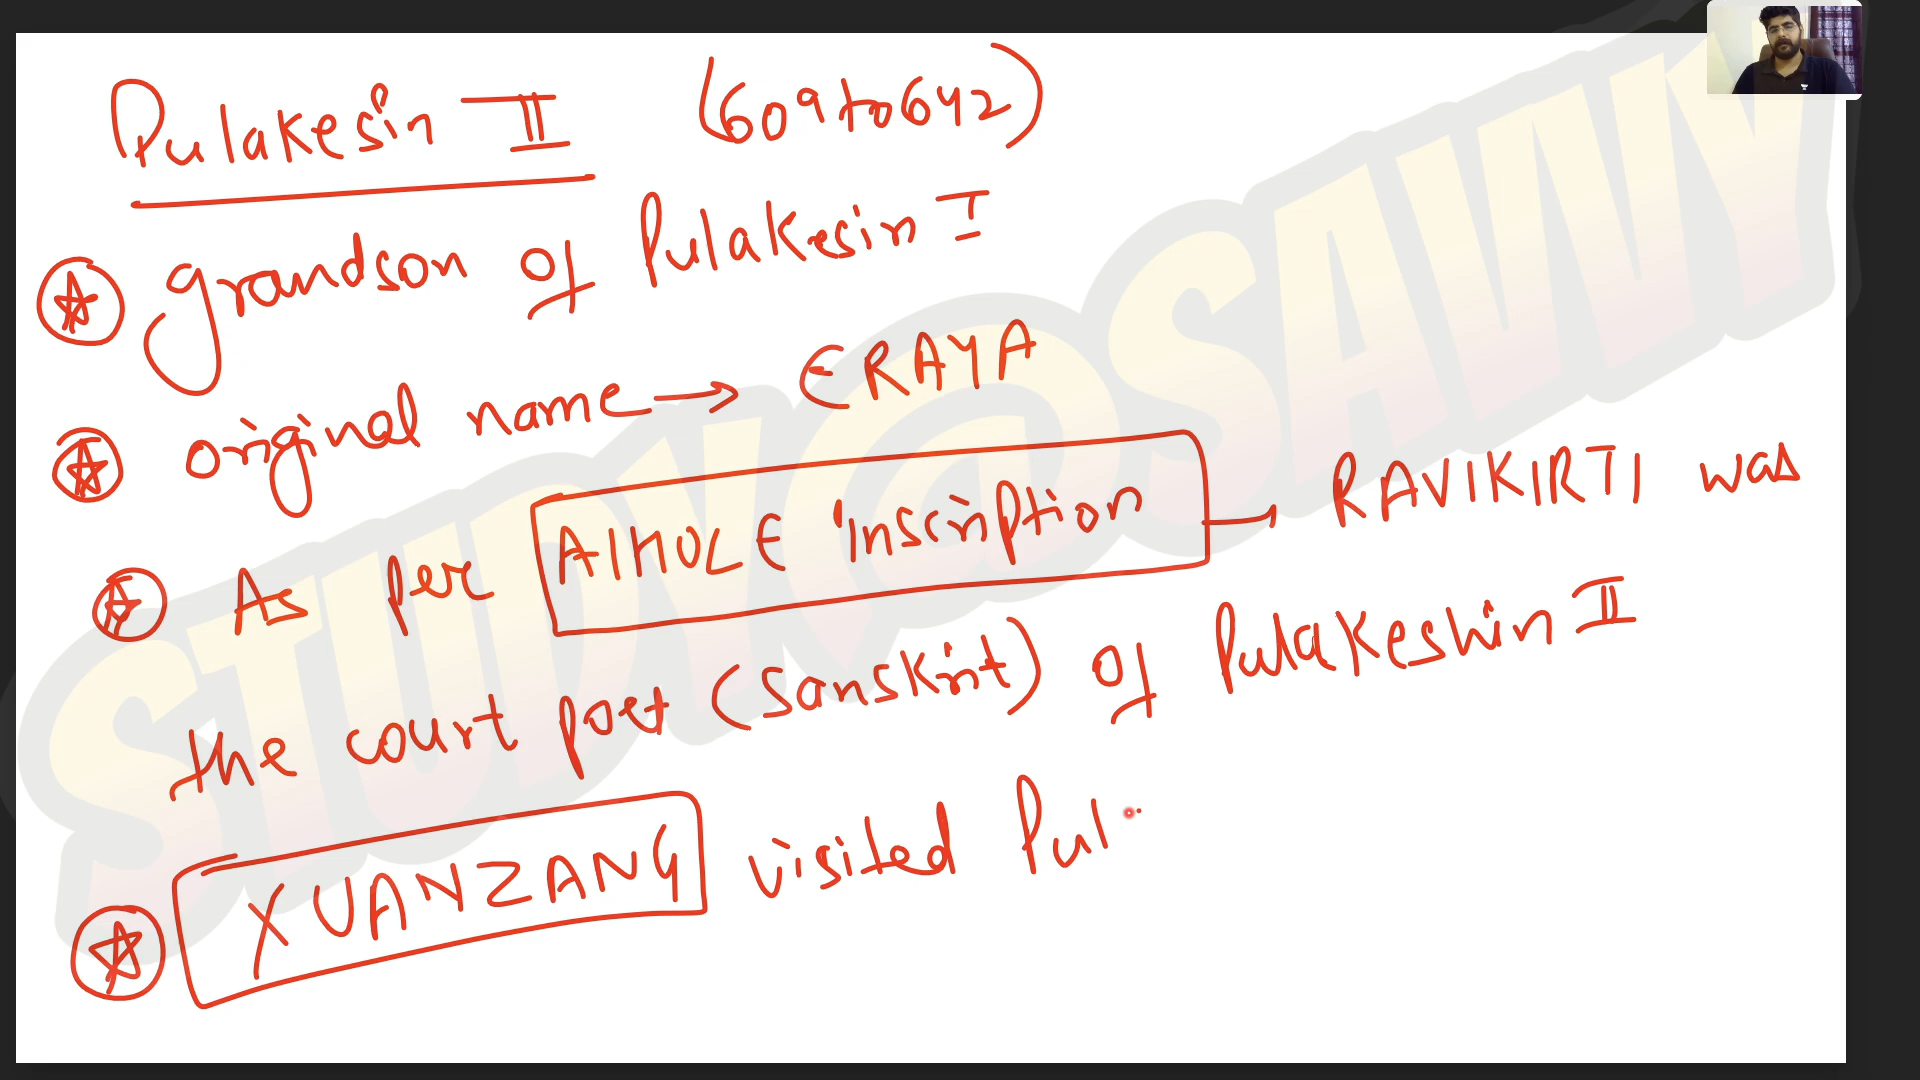 Pulakesin II (609 to 642)
grandson of Pulakesin I
original name → ERAYA
As per AIHOLE Inscription → RAVIKIRTI was
the court poet (Sanskrit) of Pulakeshin II
XUANZANG visited Pul
STUDY@SAVVY